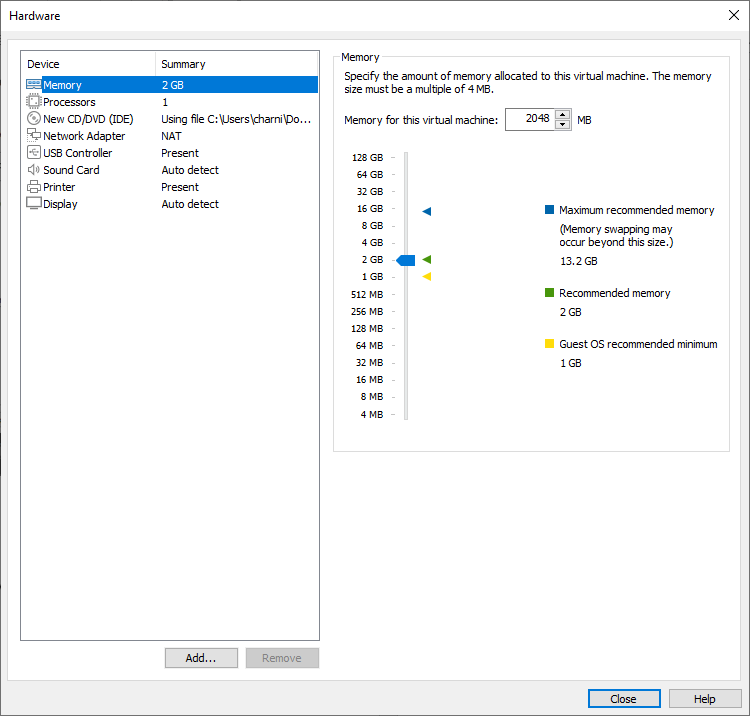 Hardware
Device Summary
Memory 2 GB
Processors 1
New CD/DVD (IDE) Using file C:\Users\charni\Do...
Network Adapter NAT
USB Controller Present
Sound Card Auto detect
Printer Present
Display Auto detect
Add...
Remove
Memory
Specify the amount of memory allocated to this virtual machine. The memory
size must be a multiple of 4 MB.
Memory for this virtual machine: 2048 MB
128 GB
64 GB
32 GB
16 GB
8 GB
4 GB
2 GB
1 GB
512 MB
256 MB
128 MB
64 MB
32 MB
16 MB
8 MB
4 MB
Maximum recommended memory
(Memory swapping may
occur beyond this size.)
13.2 GB
Recommended memory
2 GB
Guest OS recommended minimum
1 GB
Close
Help